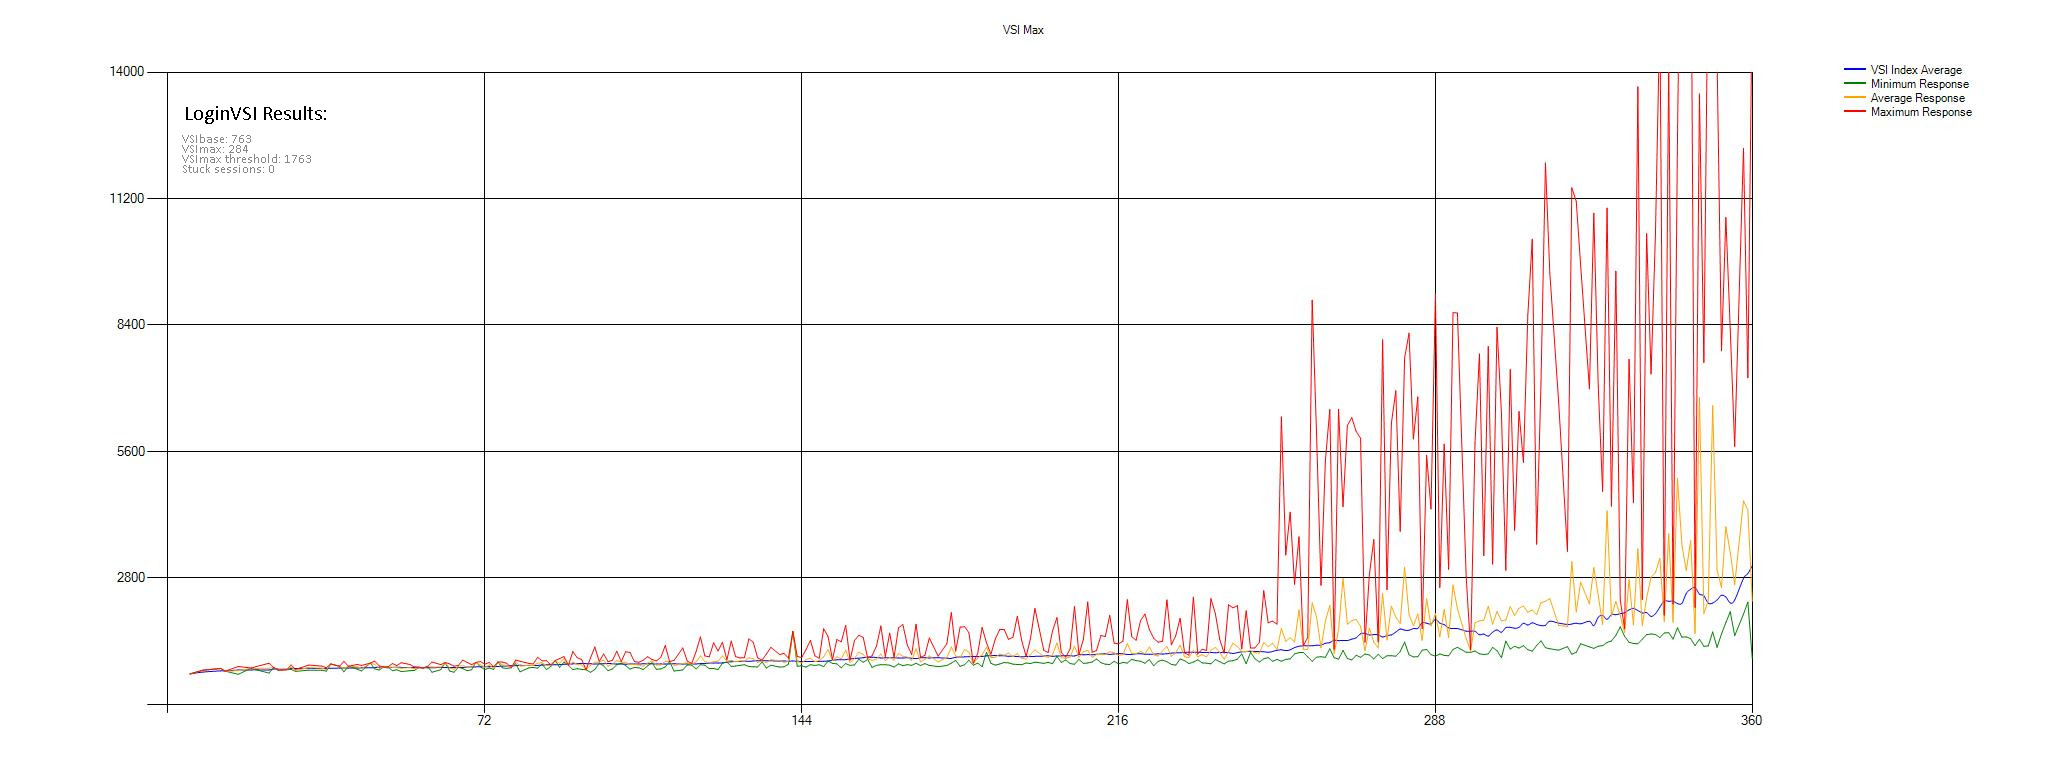 VSI Max
14000
11200
8400
5600
2800
LoginVSI Results:
VSIbase: 763
VSImax: 284
VSImax threshold: 1763
Stuck sessions: 0
VSI Index Average
Minimum Response
Average Response
Maximum Response
72 144 216 288 360